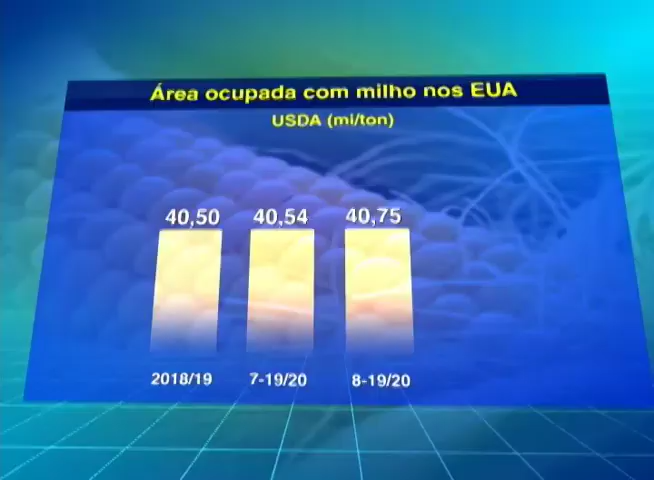 Área ocupada com milho nos EUA
USDA (mi/ton)
40,50 40,54 40,75
2018/19 7-19/20 8-19/20